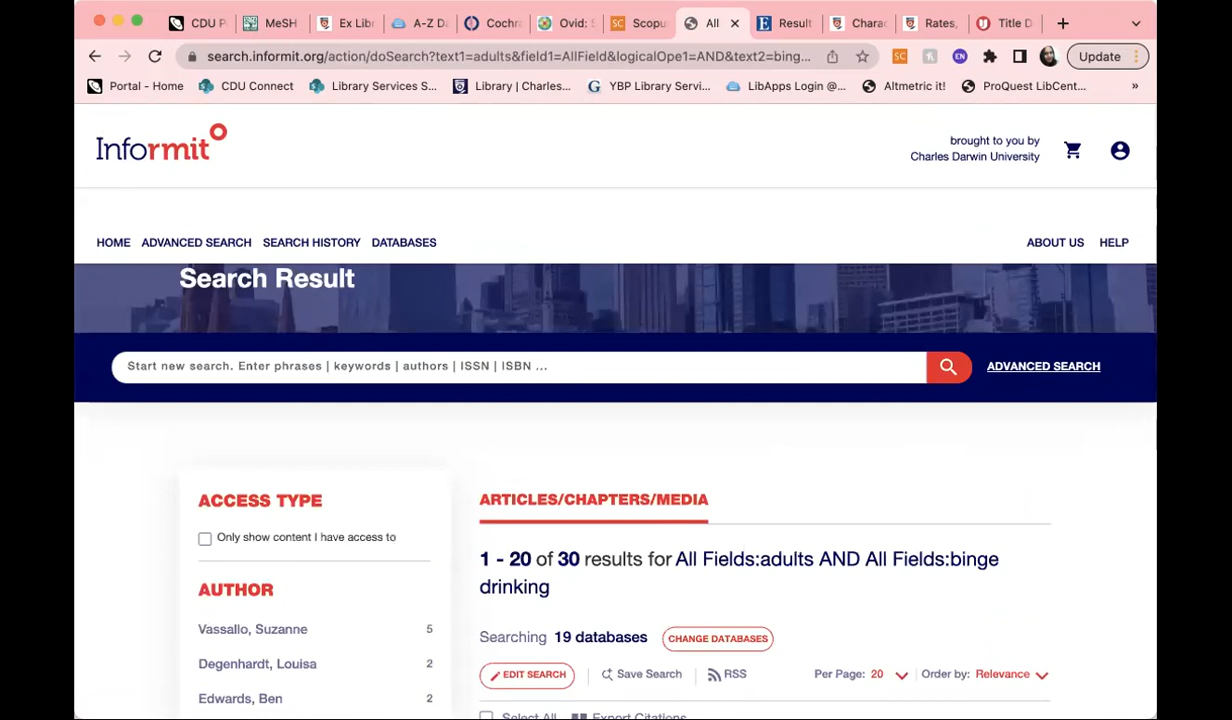 CDU P
MeSH
Ex Lib
A-Z Da
Cochr
Ovid: S
SC Scopu
All
E Result
Charac
Rates,
Title D
search.informit.org/action/doSearch?text1=adults&field1=AllField&logicalOpe1=AND&text2=bing...
SC
EN
Update
Portal - Home
CDU Connect
Library Services S...
Library | Charles...
G YBP Library Servi...
LibApps Login @...
Altmetric it!
ProQuest LibCent...
»
Informit
brought to you by
Charles Darwin University
HOME ADVANCED SEARCH SEARCH HISTORY DATABASES ABOUT US HELP
Search Result
Start new search. Enter phrases | keywords | authors | ISSN | ISBN ...
ADVANCED SEARCH
ACCESS TYPE
Only show content I have access to
AUTHOR
Vassallo, Suzanne 5
Degenhardt, Louisa 2
Edwards, Ben 2
ARTICLES/CHAPTERS/MEDIA
1 - 20 of 30 results for All Fields:adults AND All Fields:binge
drinking
Searching 19 databases CHANGE DATABASES
EDIT SEARCH Save Search RSS Per Page: 20 Order by: Relevance
Select All Export Citations